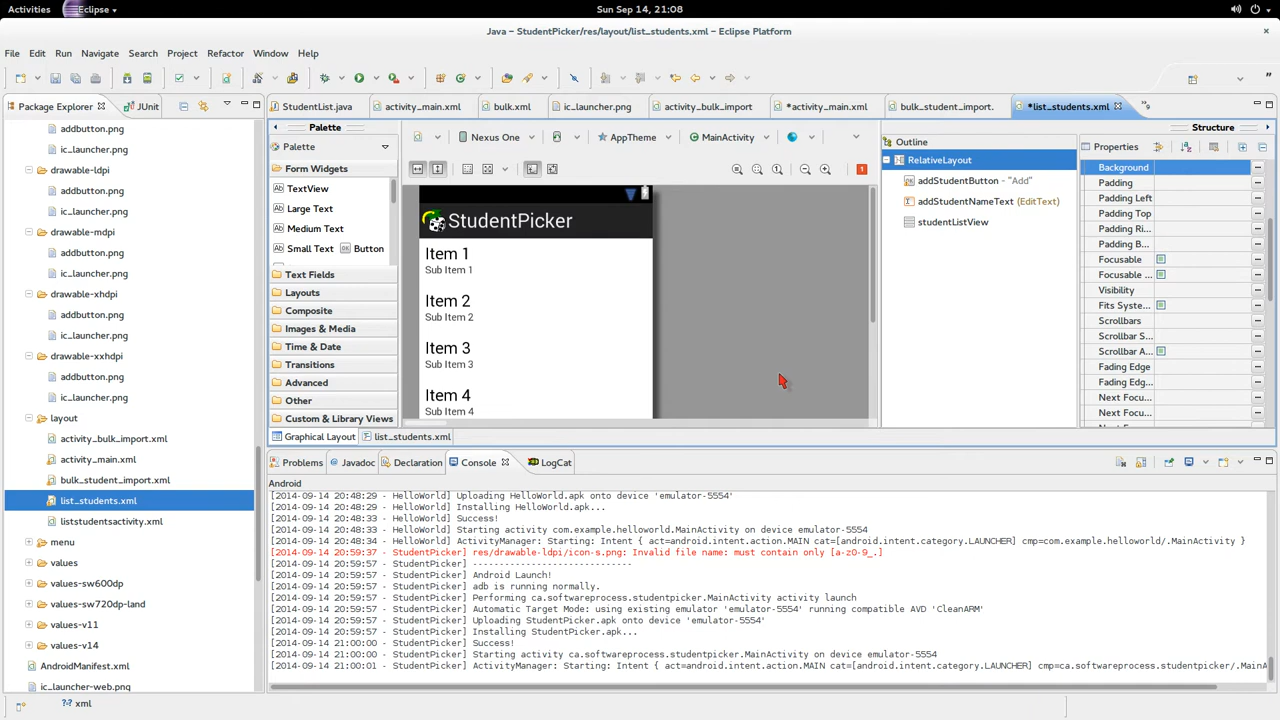 Activities Eclipse Sun Sep 14, 21:08
Java – StudentPicker/res/layout/list_students.xml – Eclipse Platform
File Edit Run Navigate Search Project Refactor Window Help
Package Explorer JUnit
StudentList.java activity_main.xml bulk.xml ic_launcher.png activity_bulk_import *activity_main.xml bulk_student_import. *list_students.xml
addbutton.png
ic_launcher.png
drawable-ldpi
addbutton.png
ic_launcher.png
drawable-mdpi
addbutton.png
ic_launcher.png
drawable-xhdpi
addbutton.png
ic_launcher.png
drawable-xxhdpi
addbutton.png
ic_launcher.png
layout
activity_bulk_import.xml
activity_main.xml
bulk_student_import.xml
list_students.xml
liststudentsactivity.xml
menu
values
values-sw600dp
values-sw720dp-land
values-v11
values-v14
AndroidManifest.xml
ic_launcher-web.png
Palette
Palette
Form Widgets
Ab TextView
Ab Large Text
Ab Medium Text
Ab Small Text OK Button
Text Fields
Layouts
Composite
Images & Media
Time & Date
Transitions
Advanced
Other
Custom & Library Views
Nexus One AppTheme MainActivity
1
StudentPicker
Item 1
Sub Item 1
Item 2
Sub Item 2
Item 3
Sub Item 3
Item 4
Sub Item 4
Graphical Layout list_students.xml
Outline
RelativeLayout
addStudentButton - "Add"
addStudentNameText (EditText)
studentListView
Structure
Properties
Background
Padding
Padding Left
Padding Top
Padding Ri...
Padding B...
Focusable
Focusable ...
Visibility
Fits Syste...
Scrollbars
Scrollbar S...
Scrollbar A...
Fading Edge
Fading Edg...
Next Focu...
Next Focu...
Problems Javadoc Declaration Console LogCat
Android
[2014-09-14 20:48:29 - HelloWorld] Uploading HelloWorld.apk onto device 'emulator-5554'
[2014-09-14 20:48:29 - HelloWorld] Installing HelloWorld.apk...
[2014-09-14 20:48:33 - HelloWorld] Success!
[2014-09-14 20:48:33 - HelloWorld] Starting activity com.example.helloworld.MainActivity on device emulator-5554
[2014-09-14 20:48:34 - HelloWorld] ActivityManager: Starting: Intent { act=android.intent.action.MAIN cat=[android.intent.category.LAUNCHER] cmp=com.example.helloworld/.MainActivity }
[2014-09-14 20:59:37 - StudentPicker] res/drawable-ldpi/icon-s.png: Invalid file name: must contain only [a-z0-9_.]
[2014-09-14 20:59:57 - StudentPicker] ------------------------------
[2014-09-14 20:59:57 - StudentPicker] Android Launch!
[2014-09-14 20:59:57 - StudentPicker] adb is running normally.
[2014-09-14 20:59:57 - StudentPicker] Performing ca.softwareprocess.studentpicker.MainActivity activity launch
[2014-09-14 20:59:57 - StudentPicker] Automatic Target Mode: using existing emulator 'emulator-5554' running compatible AVD 'CleanARM'
[2014-09-14 20:59:57 - StudentPicker] Uploading StudentPicker.apk onto device 'emulator-5554'
[2014-09-14 20:59:57 - StudentPicker] Installing StudentPicker.apk...
[2014-09-14 21:00:00 - StudentPicker] Success!
[2014-09-14 21:00:00 - StudentPicker] Starting activity ca.softwareprocess.studentpicker.MainActivity on device emulator-5554
[2014-09-14 21:00:01 - StudentPicker] ActivityManager: Starting: Intent { act=android.intent.action.MAIN cat=[android.intent.category.LAUNCHER] cmp=ca.softwareprocess.studentpicker/.MainA
xml